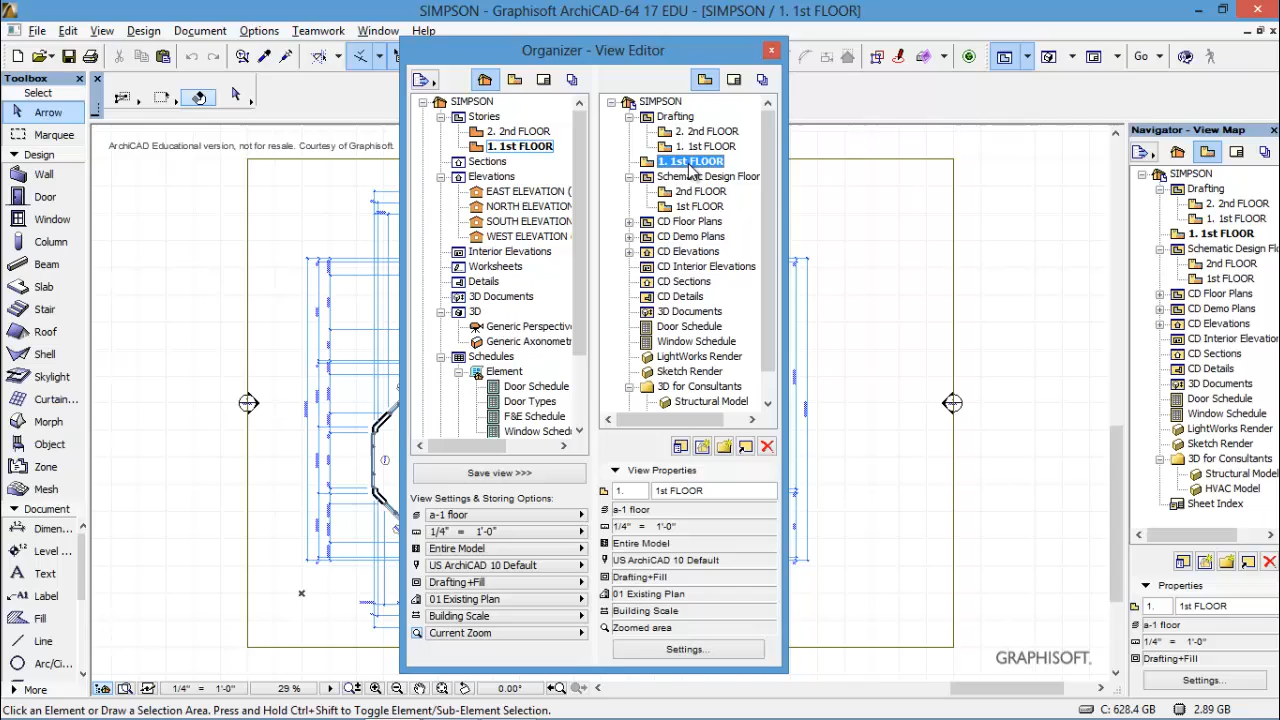 SIMPSON - Graphisoft ArchiCAD-64 17 EDU - [SIMPSON / 1. 1st FLOOR]
File Edit View Design Document Options Teamwork Window Help
Go
Toolbox
Select
Arrow
Marquee
Design
Wall
Door
Window
Column
Beam
Slab
Stair
Roof
Shell
Skylight
Curtain...
Morph
Object
Zone
Mesh
Document
Dimen...
Level ...
Text
Label
Fill
Line
Arc/Ci...
More
ArchiCAD Educational version, not for resale. Courtesy of Graphisoft.
Organizer - View Editor
SIMPSON
Stories
2. 2nd FLOOR
1. 1st FLOOR
Sections
Elevations
EAST ELEVATION (
NORTH ELEVATION
SOUTH ELEVATION
WEST ELEVATION (
Interior Elevations
Worksheets
Details
3D Documents
3D
Generic Perspectiv
Generic Axonomet
Schedules
Element
Door Schedule
Door Types
F&E Schedule
Window Schedu
Save view >>>
View Settings & Storing Options:
a-1 floor
1/4" = 1'-0"
Entire Model
US ArchiCAD 10 Default
Drafting+Fill
01 Existing Plan
Building Scale
Current Zoom
SIMPSON
Drafting
2. 2nd FLOOR
1. 1st FLOOR
1. 1st FLOOR
Schematic Design Floor
2nd FLOOR
1st FLOOR
CD Floor Plans
CD Demo Plans
CD Elevations
CD Interior Elevations
CD Sections
CD Details
3D Documents
Door Schedule
Window Schedule
LightWorks Render
Sketch Render
3D for Consultants
Structural Model
View Properties
1. 1st FLOOR
a-1 floor
1/4" = 1'-0"
Entire Model
US ArchiCAD 10 Default
Drafting+Fill
01 Existing Plan
Building Scale
Zoomed area
Settings...
Navigator - View Map
SIMPSON
Drafting
2. 2nd FLOOR
1. 1st FLOOR
1. 1st FLOOR
Schematic Design Fl
2nd FLOOR
1st FLOOR
CD Floor Plans
CD Demo Plans
CD Elevations
CD Interior Elevatio
CD Sections
CD Details
3D Documents
Door Schedule
Window Schedule
LightWorks Render
Sketch Render
3D for Consultants
Structural Model
HVAC Model
Sheet Index
Properties
1. 1st FLOOR
a-1 floor
1/4" = 1'-0"
Drafting+Fill
Settings...
GRAPHISOFT.
1/4" = 1'-0" 29 % 0.00°
Click an Element or Draw a Selection Area. Press and Hold Ctrl+Shift to Toggle Element/Sub-Element Selection.
C: 628.4 GB 2.89 GB